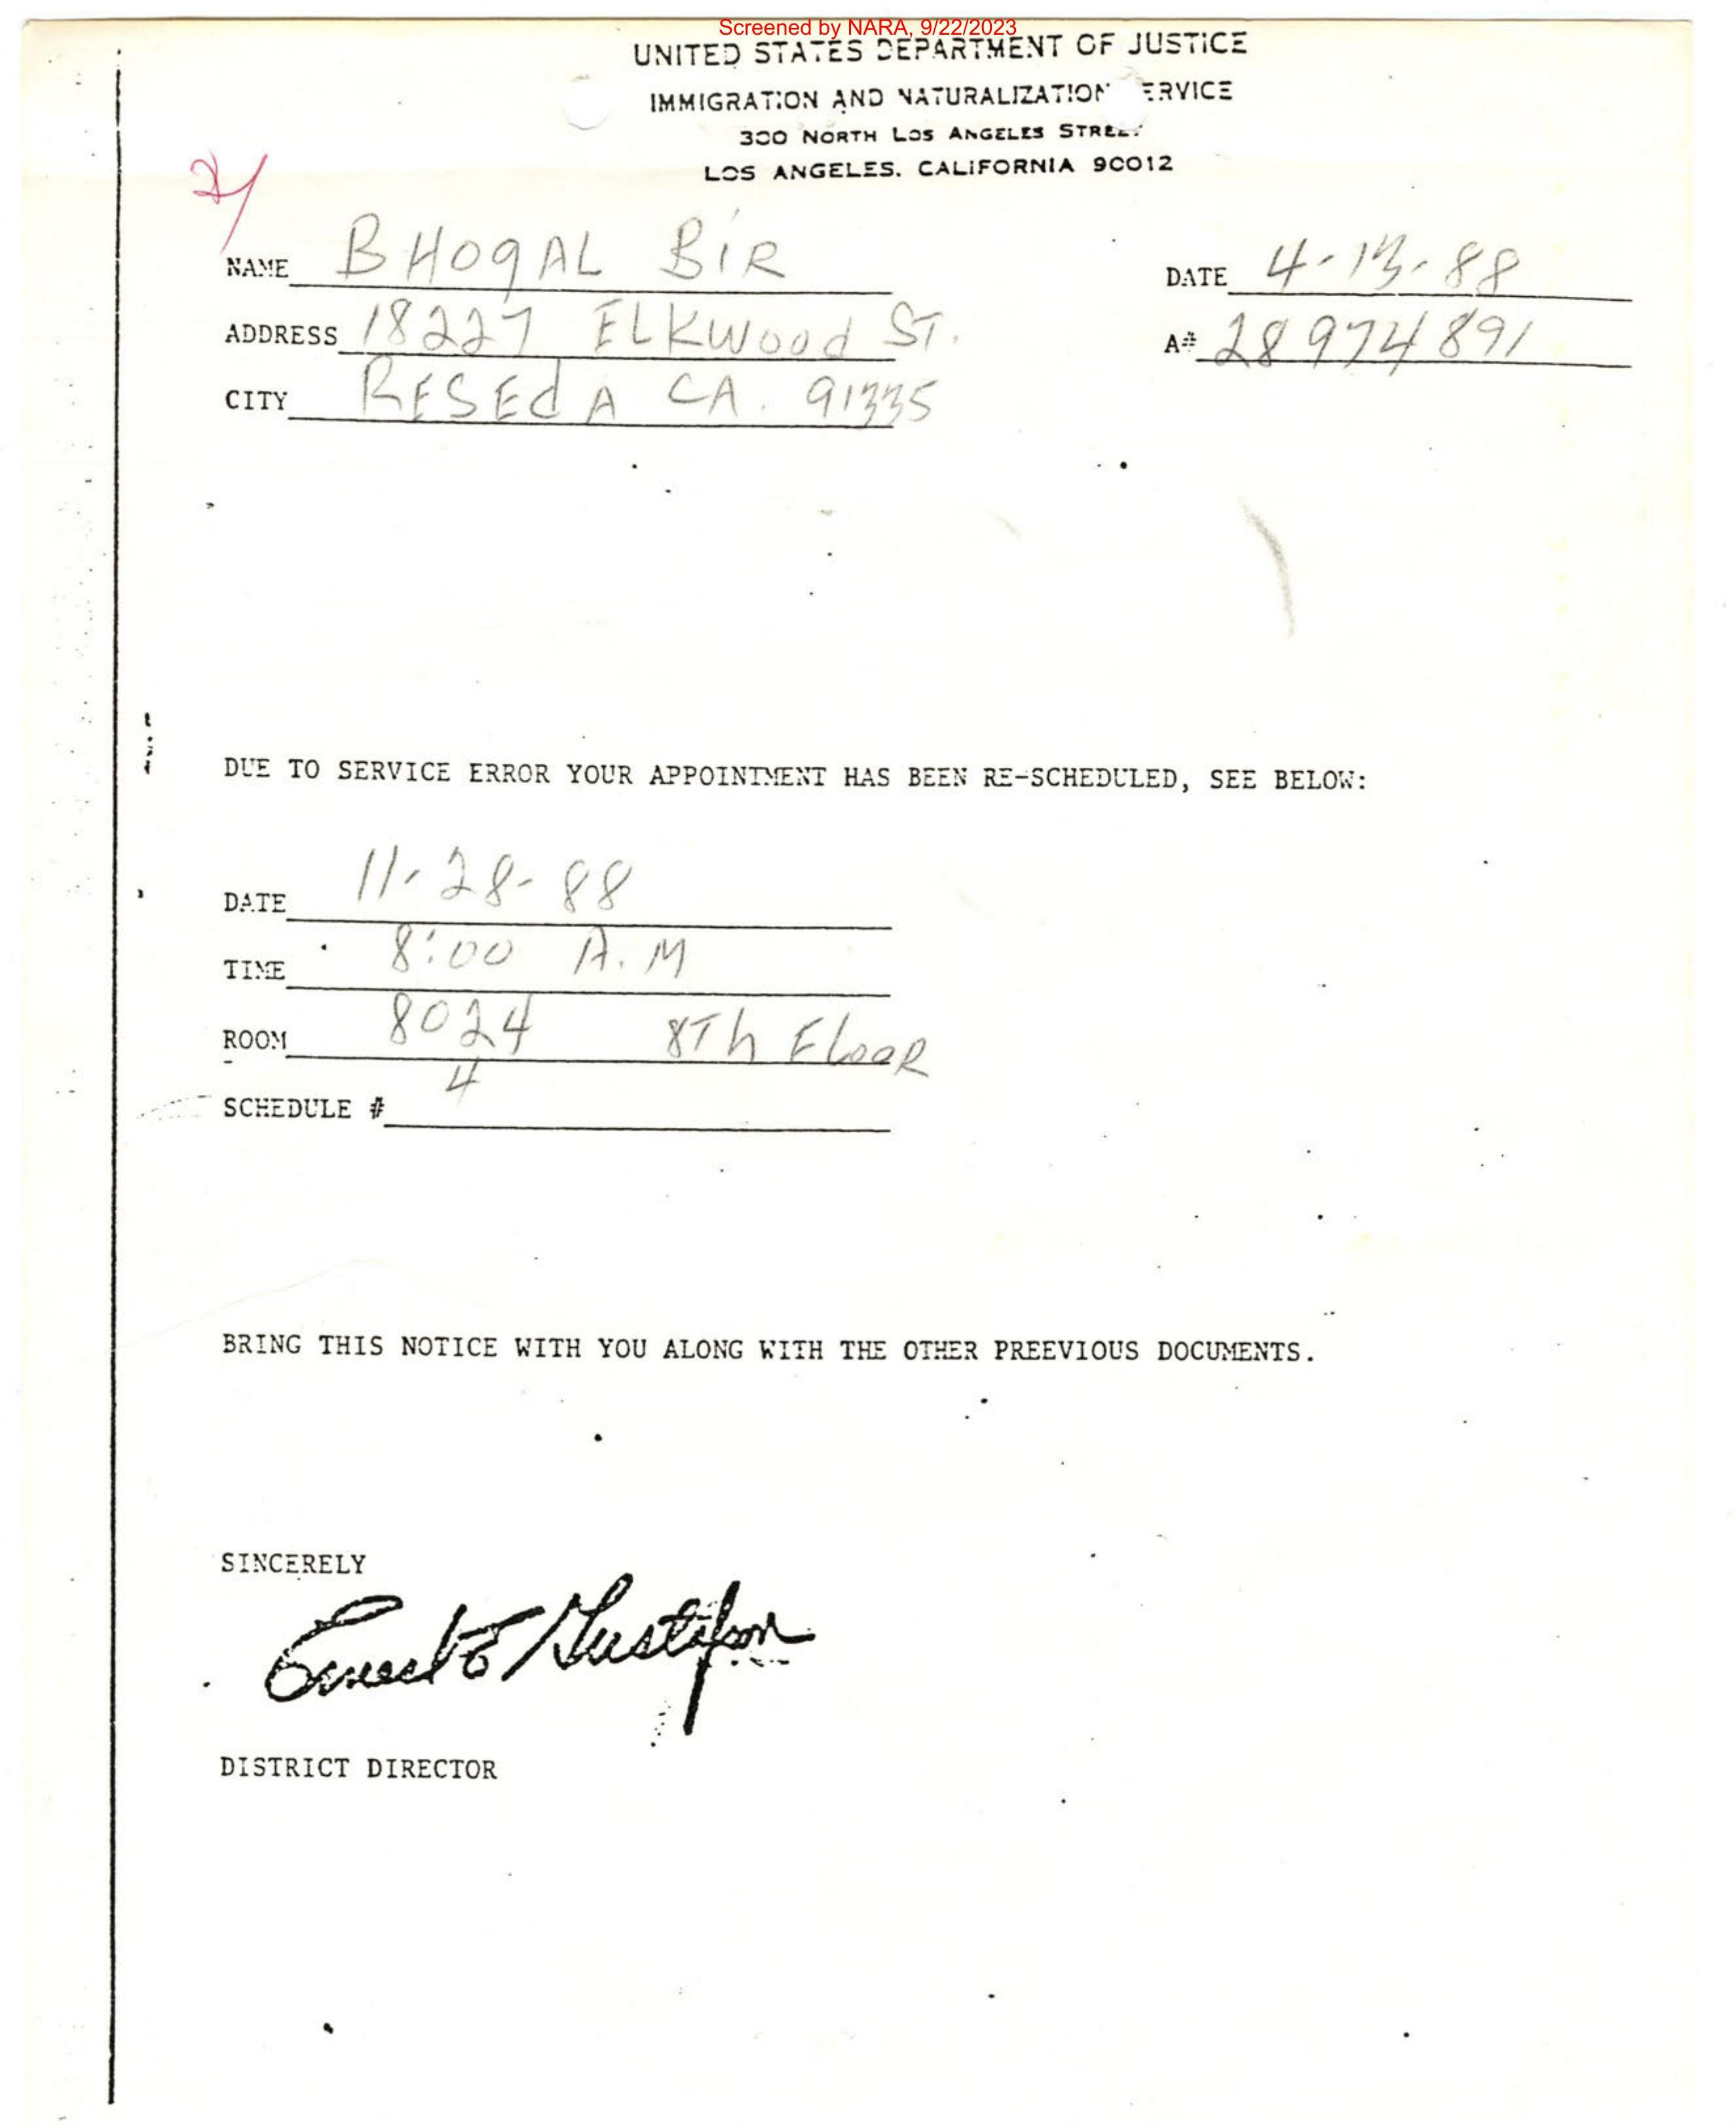 Screened by NARA, 9/22/2023
UNITED STATES DEPARTMENT OF JUSTICE
IMMIGRATION AND NATURALIZATION ERVICE
300 NORTH LOS ANGELES STREET
LOS ANGELES, CALIFORNIA 90012
NAME BHOGAL BIR DATE 4-13-88
ADDRESS 18227 ELKWood ST. A# 28974891
CITY RESEdA CA. 91335
DUE TO SERVICE ERROR YOUR APPOINTMENT HAS BEEN RE-SCHEDULED, SEE BELOW:
DATE 11-28-88
TIME 8:00 A.M
ROOM 8024 8Th FlooR
SCHEDULE # 4
BRING THIS NOTICE WITH YOU ALONG WITH THE OTHER PREEVIOUS DOCUMENTS.
SINCERELY
Ernest E Gustafson
DISTRICT DIRECTOR